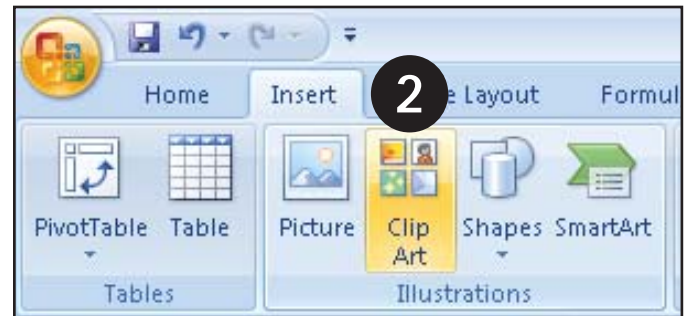 Home Insert 2 e Layout Formul
PivotTable Table Picture Clip Art Shapes SmartArt
Tables Illustrations